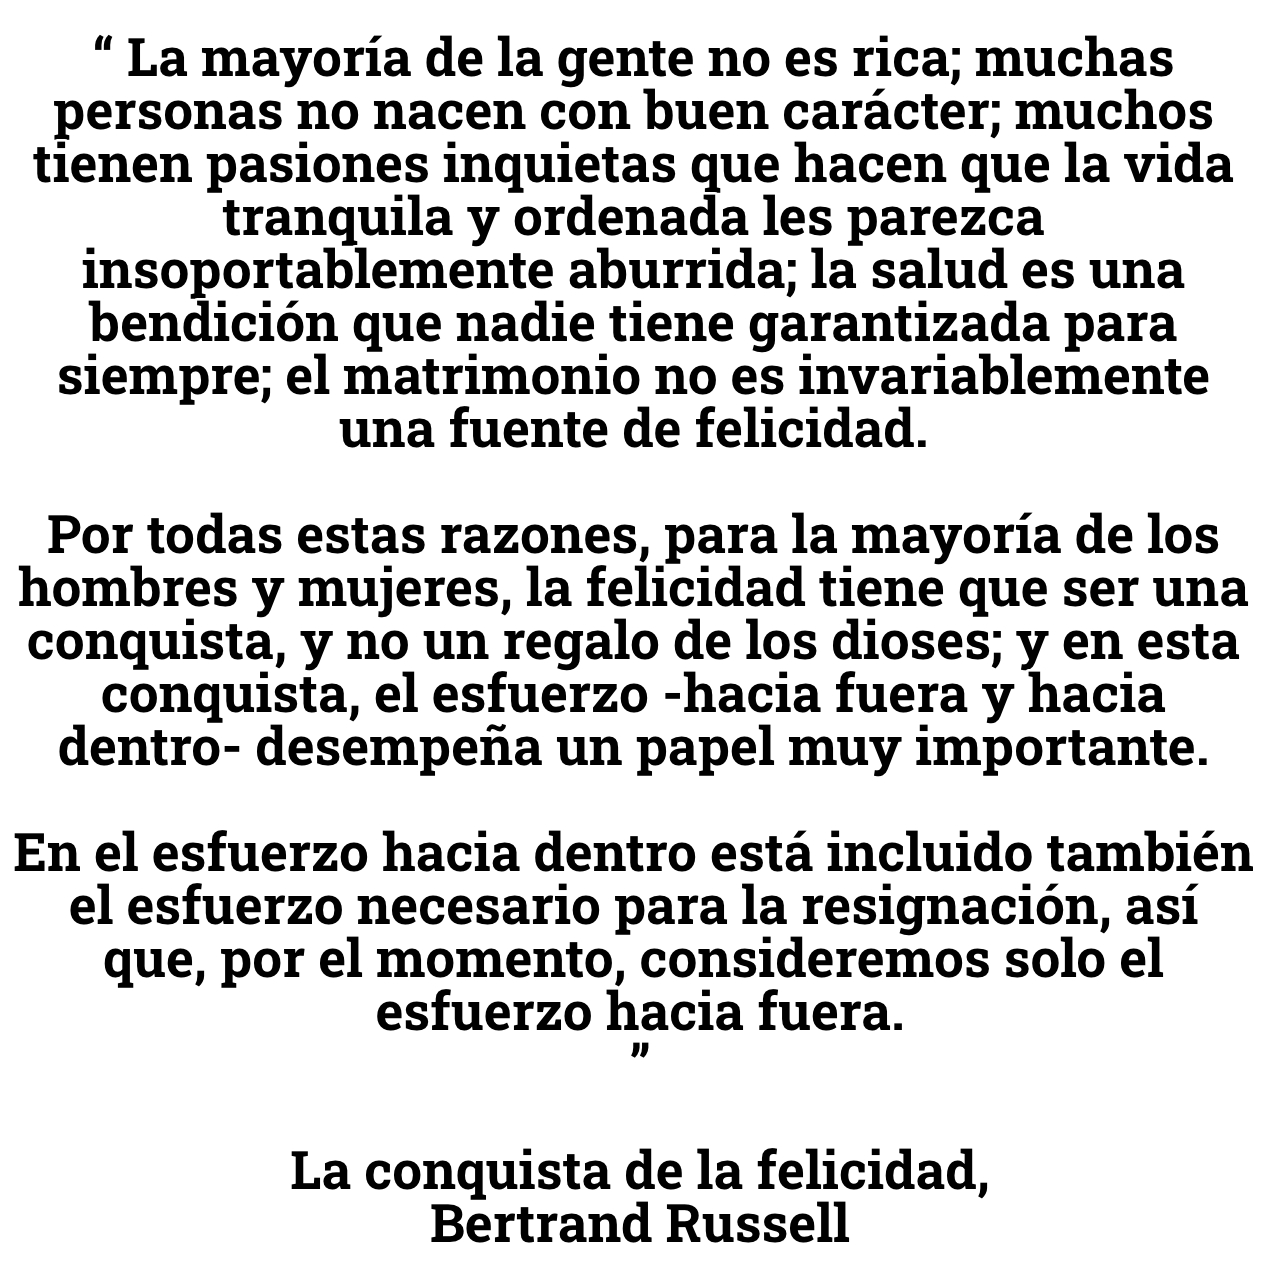 “ La mayoría de la gente no es rica; muchas
personas no nacen con buen carácter; muchos
tienen pasiones inquietas que hacen que la vida
tranquila y ordenada les parezca
insoportablemente aburrida; la salud es una
bendición que nadie tiene garantizada para
siempre; el matrimonio no es invariablemente
una fuente de felicidad.
Por todas estas razones, para la mayoría de los
hombres y mujeres, la felicidad tiene que ser una
conquista, y no un regalo de los dioses; y en esta
conquista, el esfuerzo -hacia fuera y hacia
dentro- desempeña un papel muy importante.
En el esfuerzo hacia dentro está incluido también
el esfuerzo necesario para la resignación, así
que, por el momento, consideremos solo el
esfuerzo hacia fuera.
”
La conquista de la felicidad,
Bertrand Russell